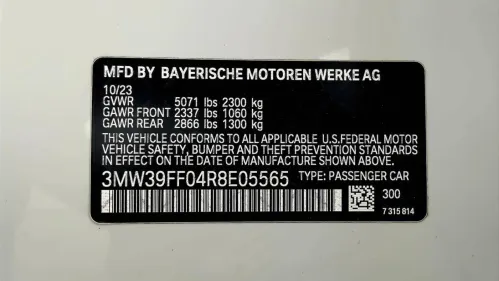 MFD BY BAYERISCHE MOTOREN WERKE AG
10/23
GVWR 5071 lbs 2300 kg
GAWR FRONT 2337 lbs 1060 kg
GAWR REAR 2866 lbs 1300 kg
THIS VEHICLE CONFORMS TO ALL APPLICABLE U.S.FEDERAL MOTOR
VEHICLE SAFETY, BUMPER AND THEFT PREVENTION STANDARDS
IN EFFECT ON THE DATE OF MANUFACTURE SHOWN ABOVE.
3MW39FF04R8E05565 TYPE: PASSENGER CAR
300
7 315 814